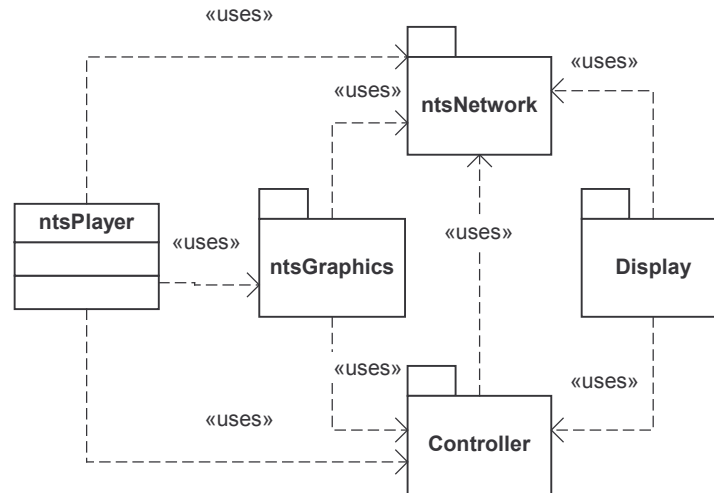 «uses»
«uses»
«uses»
ntsNetwork
ntsPlayer
«uses»
«uses»
ntsGraphics
Display
«uses»
«uses»
«uses»
Controller